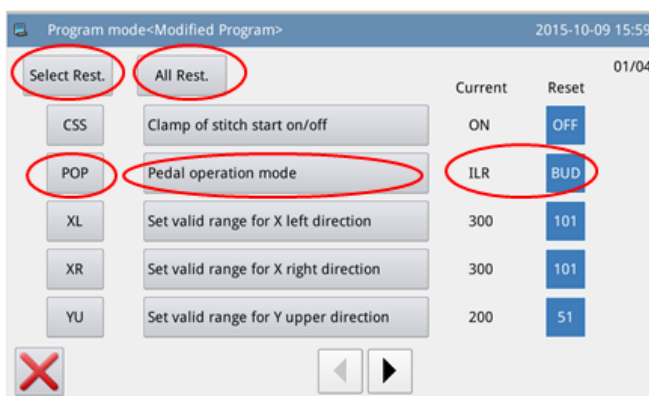 Program mode<Modified Program> 2015-10-09 15:59
Select Rest. All Rest. 01/04
Current Reset
CSS Clamp of stitch start on/off ON OFF
POP Pedal operation mode ILR BUD
XL Set valid range for X left direction 300 101
XR Set valid range for X right direction 300 101
YU Set valid range for Y upper direction 200 51